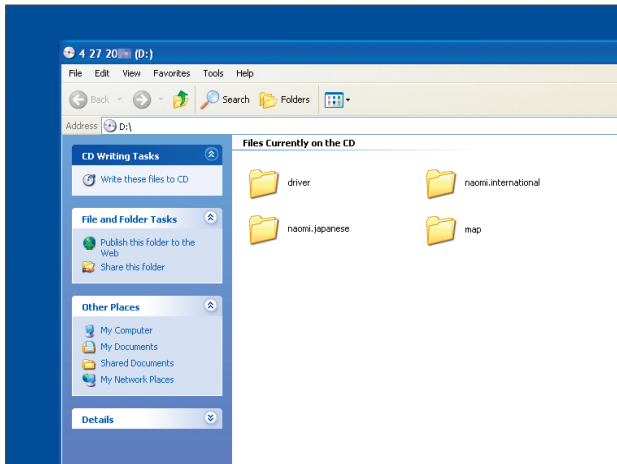 4 27 20 (D:)
File Edit View Favorites Tools Help
Back Search Folders
Address D:\
Files Currently on the CD
CD Writing Tasks
Write these files to CD
driver
naomi.international
File and Folder Tasks
Publish this folder to the
Web
Share this folder
naomi.japanese
map
Other Places
My Computer
My Documents
Shared Documents
My Network Places
Details